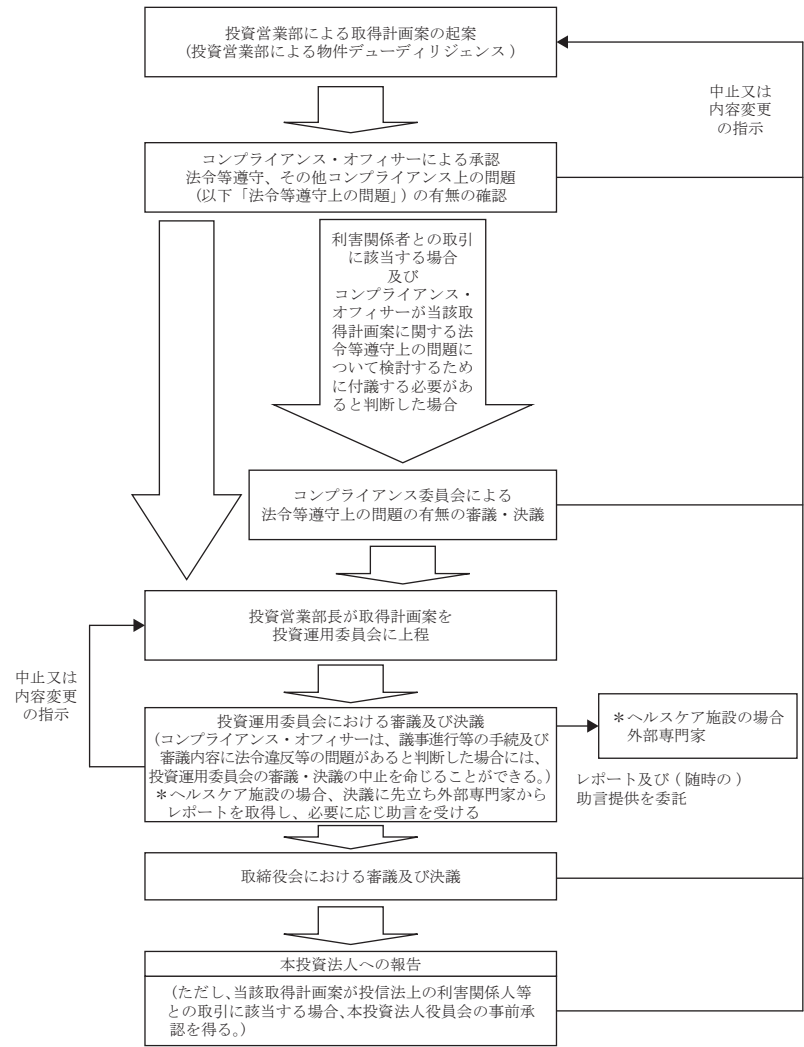 投資営業部による取得計画案の起案
(投資営業部による物件デューディリジェンス)
中止又は
内容変更
の指示
コンプライアンス・オフィサーによる承認
法令等遵守、その他コンプライアンス上の問題
(以下「法令等遵守上の問題」)の有無の確認
利害関係者との取引
に該当する場合
及び
コンプライアンス・
オフィサーが当該取
得計画案に関する法
令等遵守上の問題に
ついて検討するため
に付議する必要があ
ると判断した場合
コンプライアンス委員会による
法令等遵守上の問題の有無の審議・決議
投資営業部長が取得計画案を
投資運用委員会に上程
中止又は
内容変更
の指示
投資運用委員会における審議及び決議
(コンプライアンス・オフィサーは、議事進行等の手続及び
審議内容に法令違反等の問題があると判断した場合には、
投資運用委員会の審議・決議の中止を命じることができる。)
＊ヘルスケア施設の場合、決議に先立ち外部専門家から
レポートを取得し、必要に応じ助言を受ける
＊ヘルスケア施設の場合
外部専門家
レポート及び(随時の)
助言提供を委託
取締役会における審議及び決議
本投資法人への報告
(ただし、当該取得計画案が投信法上の利害関係人等
との取引に該当する場合、本投資法人役員会の事前承
認を得る。)